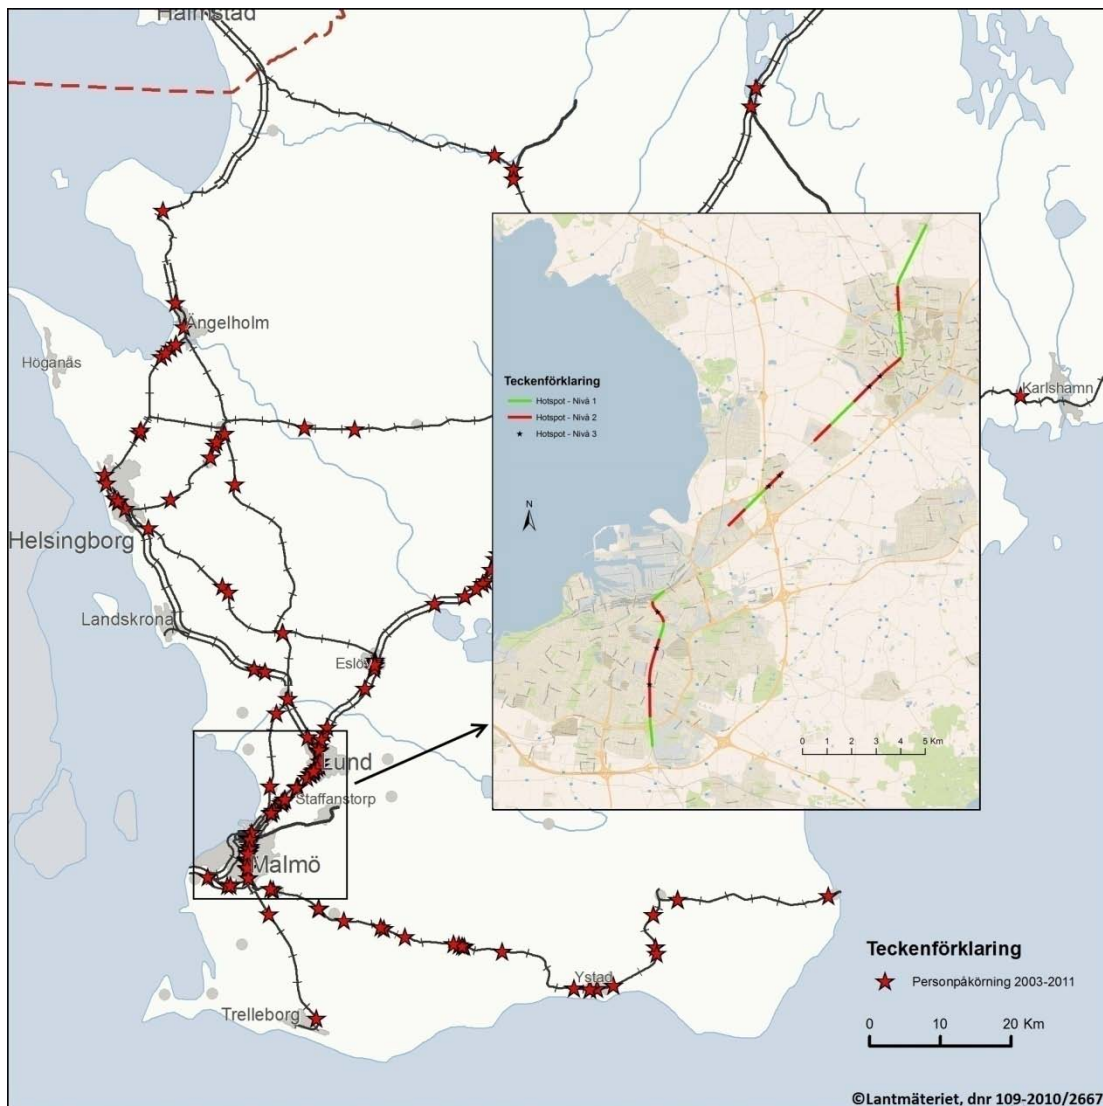 Halmstad
Ängelholm
Höganäs
Teckenförklaring
Hotspot - Nivå 1
Hotspot - Nivå 2
Hotspot - Nivå 3
Karlshamn
N
Helsingborg
Landskrona
Eslöv
0 1 2 3 4 5 Km
Lund
Staffanstorp
Malmö
Teckenförklaring
Personpåkörning 2003-2011
Ystad
Trelleborg
0 10 20 Km
©Lantmäteriet, dnr 109-2010/2667